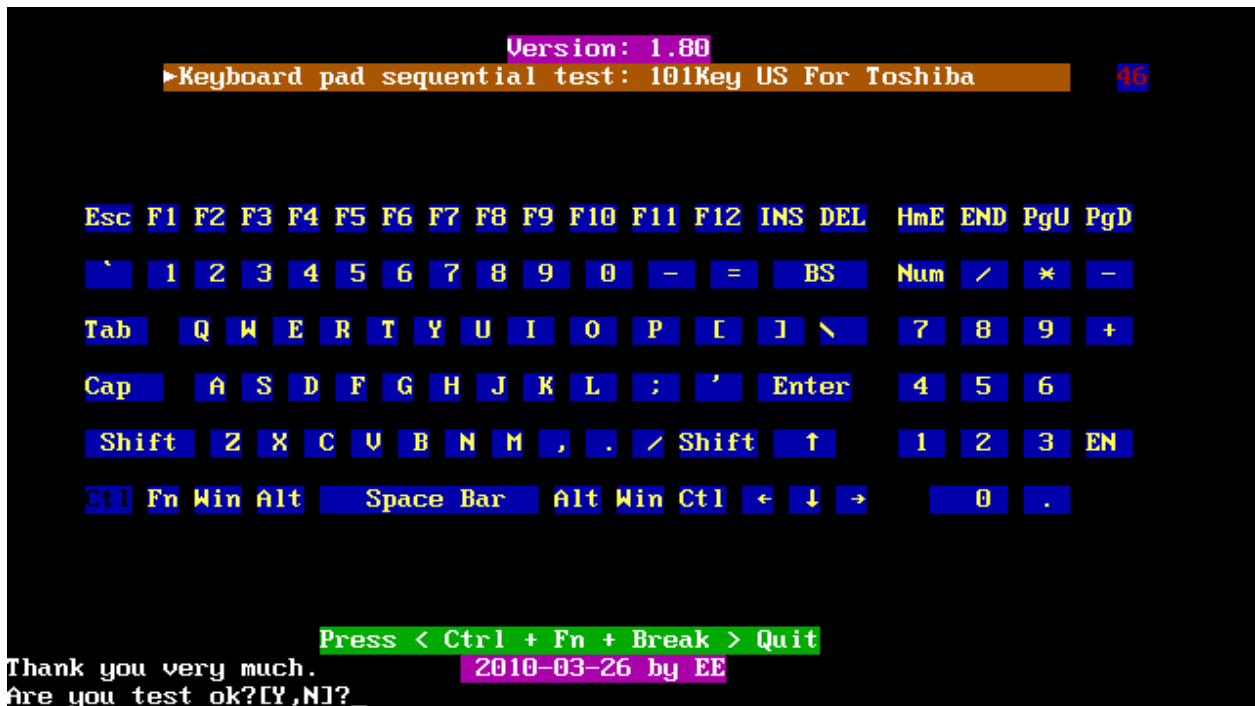 Version: 1.80
►Keyboard pad sequential test: 101Key US For Toshiba 46
Esc F1 F2 F3 F4 F5 F6 F7 F8 F9 F10 F11 F12 INS DEL HmE END PgU PgD
` 1 2 3 4 5 6 7 8 9 0 - = BS Num / * -
Tab Q W E R T Y U I O P [ ] \ 7 8 9 +
Cap A S D F G H J K L ; ' Enter 4 5 6
Shift Z X C V B N M , . / Shift ↑ 1 2 3 EN
Ctl Fn Win Alt Space Bar Alt Win Ctl ← ↓ → 0 .
Press < Ctrl + Fn + Break > Quit
Thank you very much. 2010-03-26 by EE
Are you test ok?[Y,N]?_